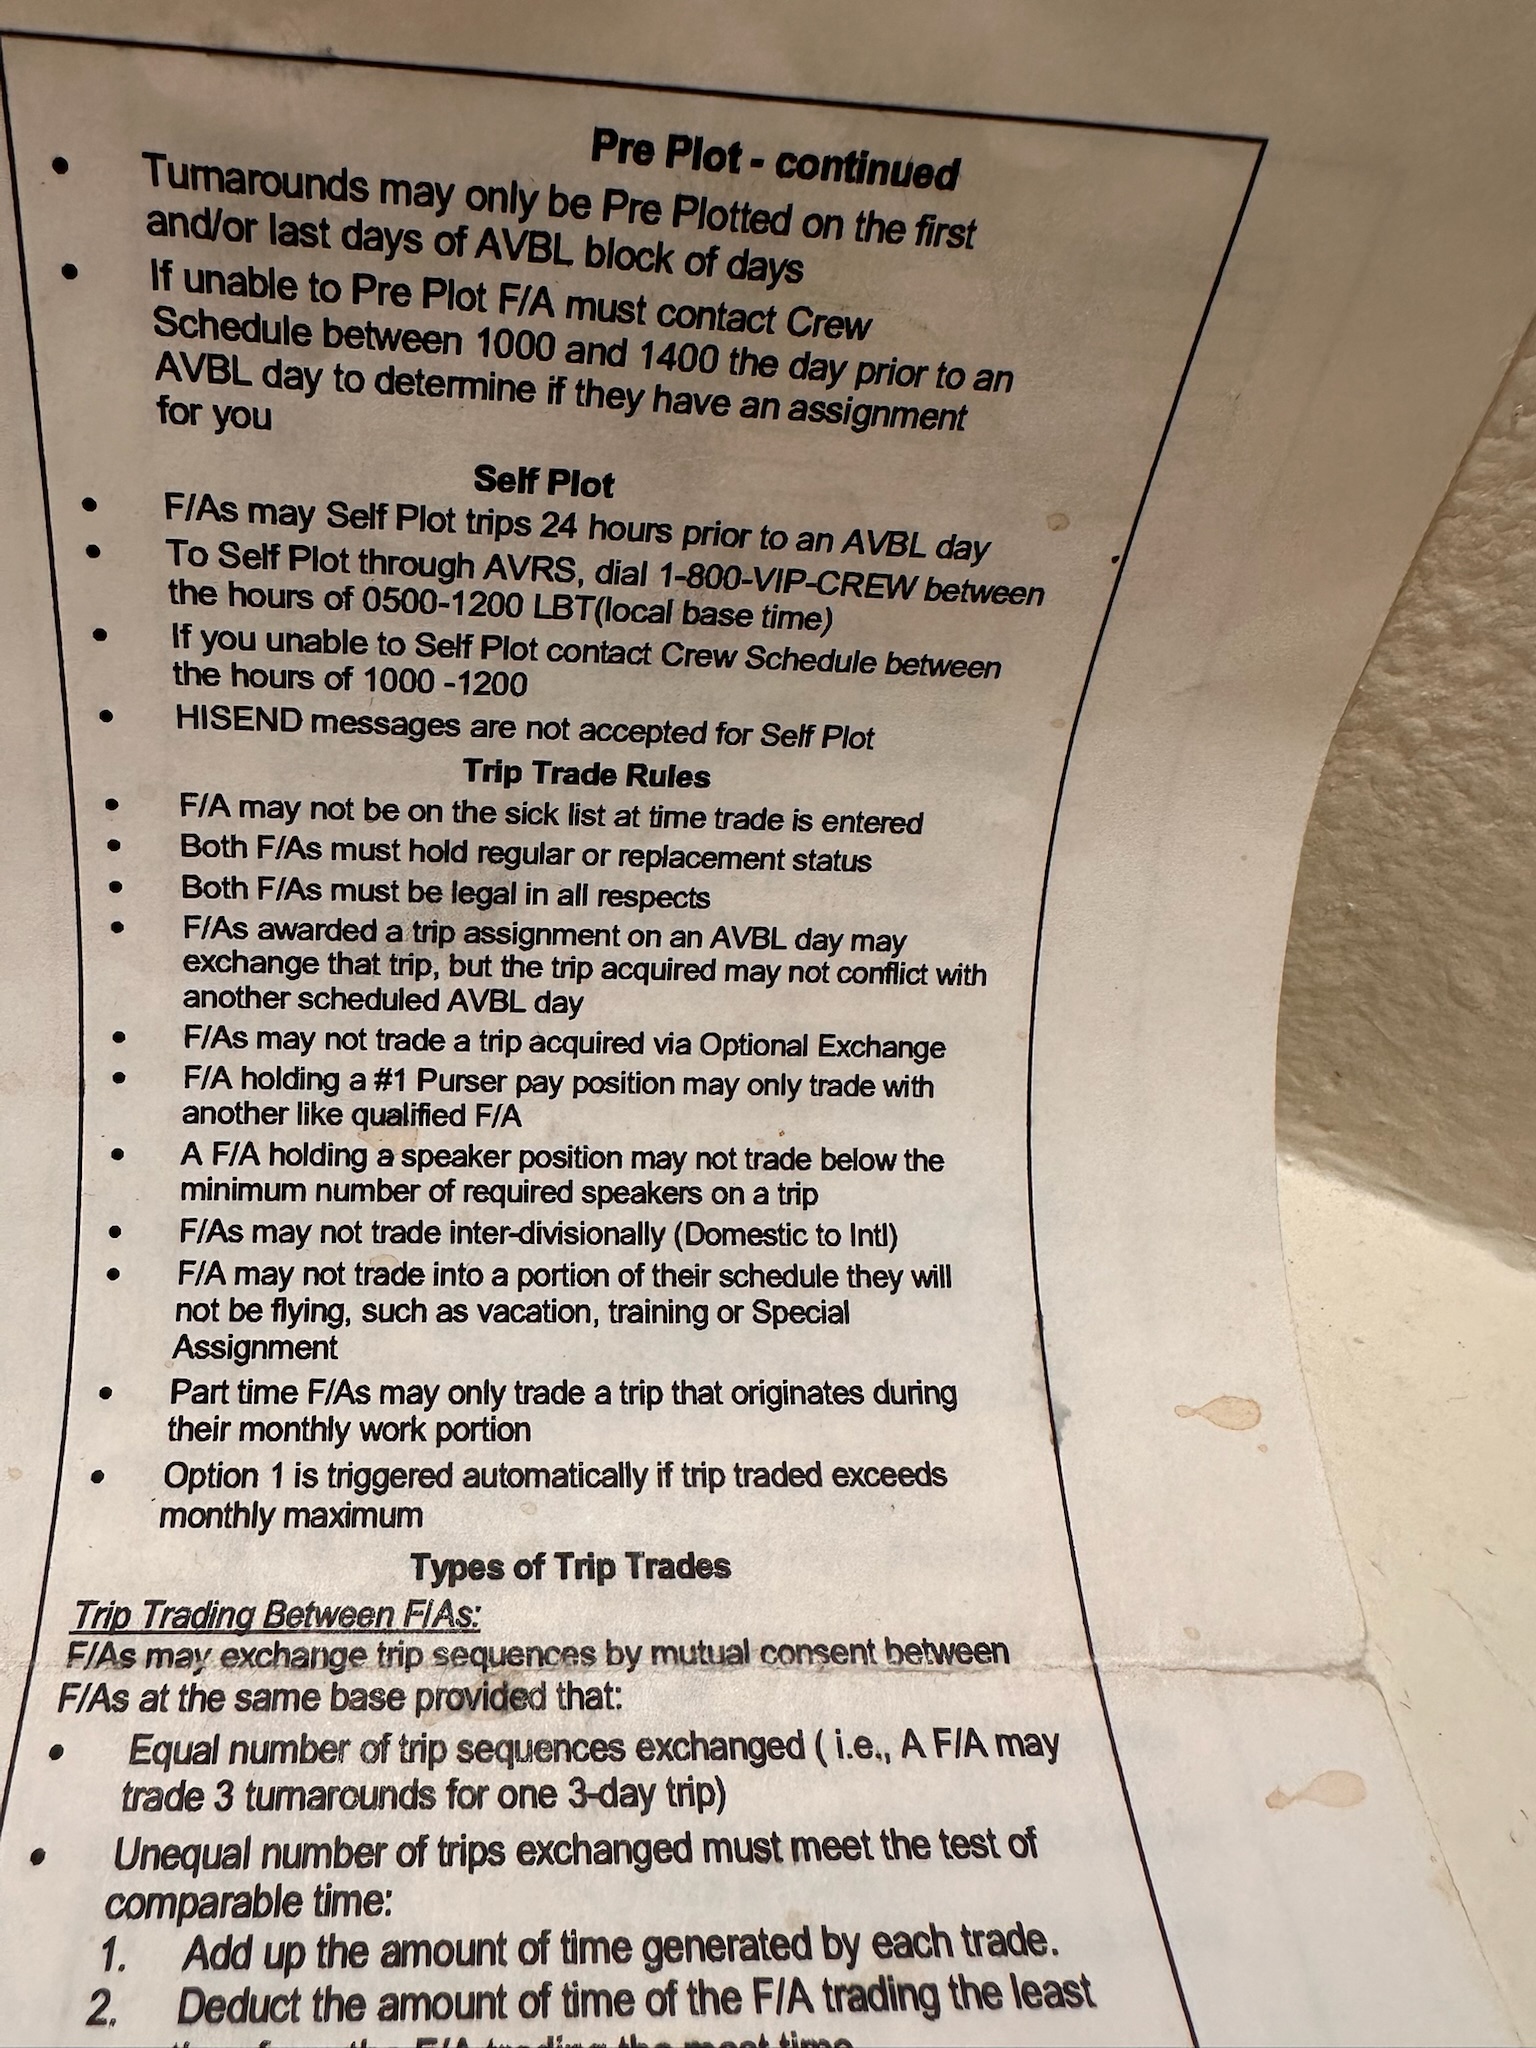 Pre Plot - continued
• Turnarounds may only be Pre Plotted on the first
and/or last days of AVBL block of days
• If unable to Pre Plot F/A must contact Crew
Schedule between 1000 and 1400 the day prior to an
AVBL day to determine if they have an assignment
for you
Self Plot
• F/As may Self Plot trips 24 hours prior to an AVBL day
• To Self Plot through AVRS, dial 1-800-VIP-CREW between
the hours of 0500-1200 LBT(local base time)
• If you unable to Self Plot contact Crew Schedule between
the hours of 1000 -1200
• HISEND messages are not accepted for Self Plot
Trip Trade Rules
• F/A may not be on the sick list at time trade is entered
• Both F/As must hold regular or replacement status
• Both F/As must be legal in all respects
• F/As awarded a trip assignment on an AVBL day may
exchange that trip, but the trip acquired may not conflict with
another scheduled AVBL day
• F/As may not trade a trip acquired via Optional Exchange
• F/A holding a #1 Purser pay position may only trade with
another like qualified F/A
• A F/A holding a speaker position may not trade below the
minimum number of required speakers on a trip
• F/As may not trade inter-divisionally (Domestic to Intl)
• F/A may not trade into a portion of their schedule they will
not be flying, such as vacation, training or Special
Assignment
• Part time F/As may only trade a trip that originates during
their monthly work portion
• Option 1 is triggered automatically if trip traded exceeds
monthly maximum
Types of Trip Trades
Trip Trading Between F/As:
F/As may exchange trip sequences by mutual consent between
F/As at the same base provided that:
• Equal number of trip sequences exchanged ( i.e., A F/A may
trade 3 turnarounds for one 3-day trip)
• Unequal number of trips exchanged must meet the test of
comparable time:
1. Add up the amount of time generated by each trade.
2. Deduct the amount of time of the F/A trading the least
the F/A trading the most time